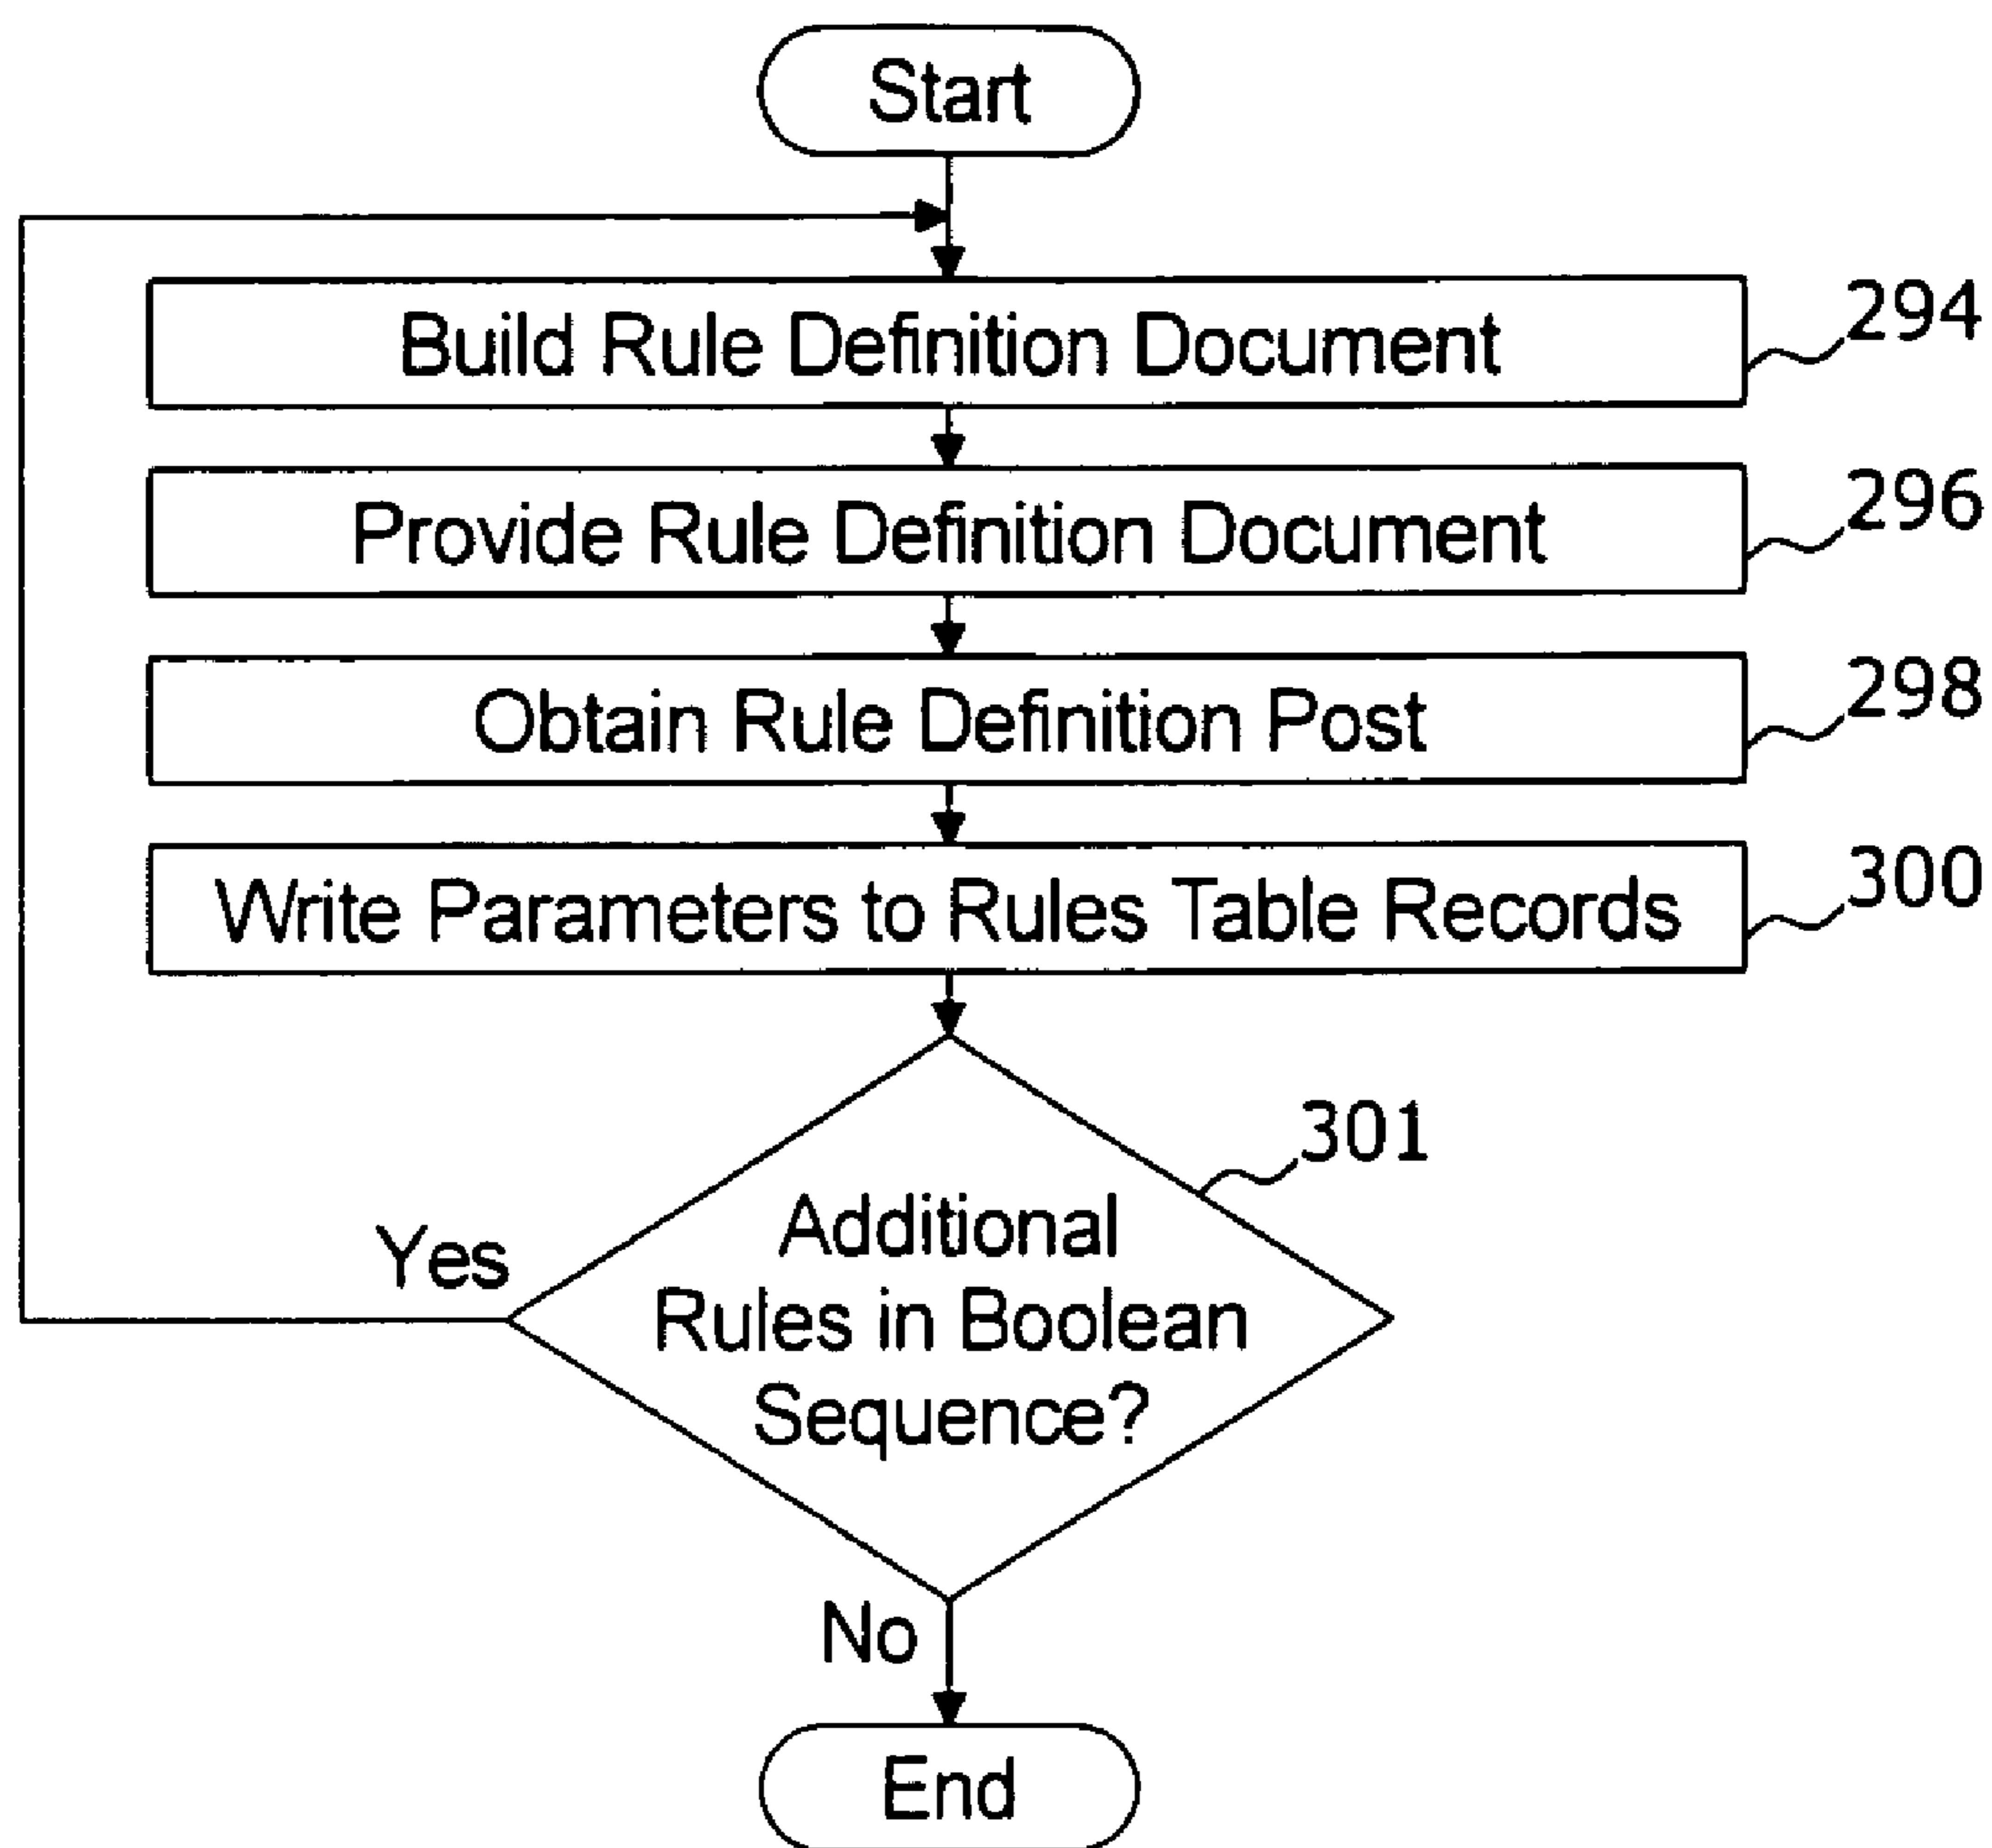 Start
Build Rule Definition Document
294
Provide Rule Definition Document
296
Obtain Rule Definition Post
298
Write Parameters to Rules Table Records
300
301
Additional
Rules in Boolean
Sequence?
Yes
No
End